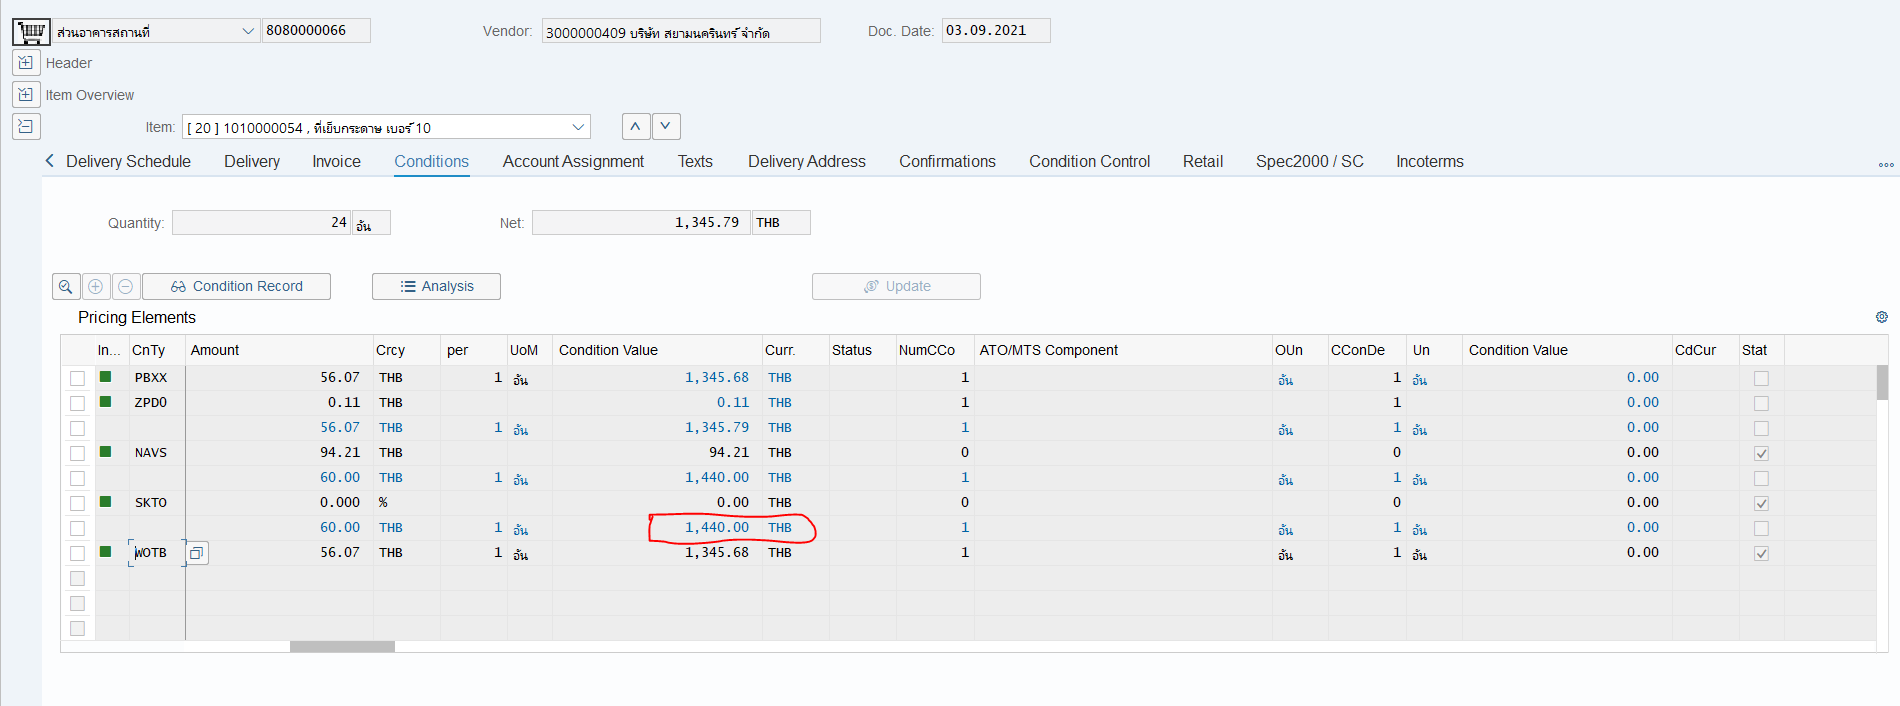 ส่วนอาคารสถานที่ 8080000066 Vendor: 3000000409 บริษัท สยามนครินทร์ จำกัด Doc. Date: 03.09.2021
Header
Item Overview
Item: [ 20 ] 1010000054 , ที่เย็บกระดาษ เบอร์ 10
Delivery Schedule Delivery Invoice Conditions Account Assignment Texts Delivery Address Confirmations Condition Control Retail Spec2000 / SC Incoterms
Quantity: 24 อัน Net: 1,345.79 THB
Condition Record Analysis Update
Pricing Elements
In... CnTy Amount Crcy per UoM Condition Value Curr. Status NumCCo ATO/MTS Component OUn CConDe Un Condition Value CdCur Stat
PBXX 56.07 THB 1 อัน 1,345.68 THB 1 อัน 1 อัน 0.00
ZPD0 0.11 THB 0.11 THB 1 1 0.00
56.07 THB 1 อัน 1,345.79 THB 1 อัน 1 อัน 0.00
NAVS 94.21 THB 94.21 THB 0 0 0.00
60.00 THB 1 อัน 1,440.00 THB 1 อัน 1 อัน 0.00
SKTO 0.000 % 0.00 THB 0 0 0.00
60.00 THB 1 อัน 1,440.00 THB 1 อัน 1 อัน 0.00
WOTB 56.07 THB 1 อัน 1,345.68 THB 1 อัน 1 อัน 0.00